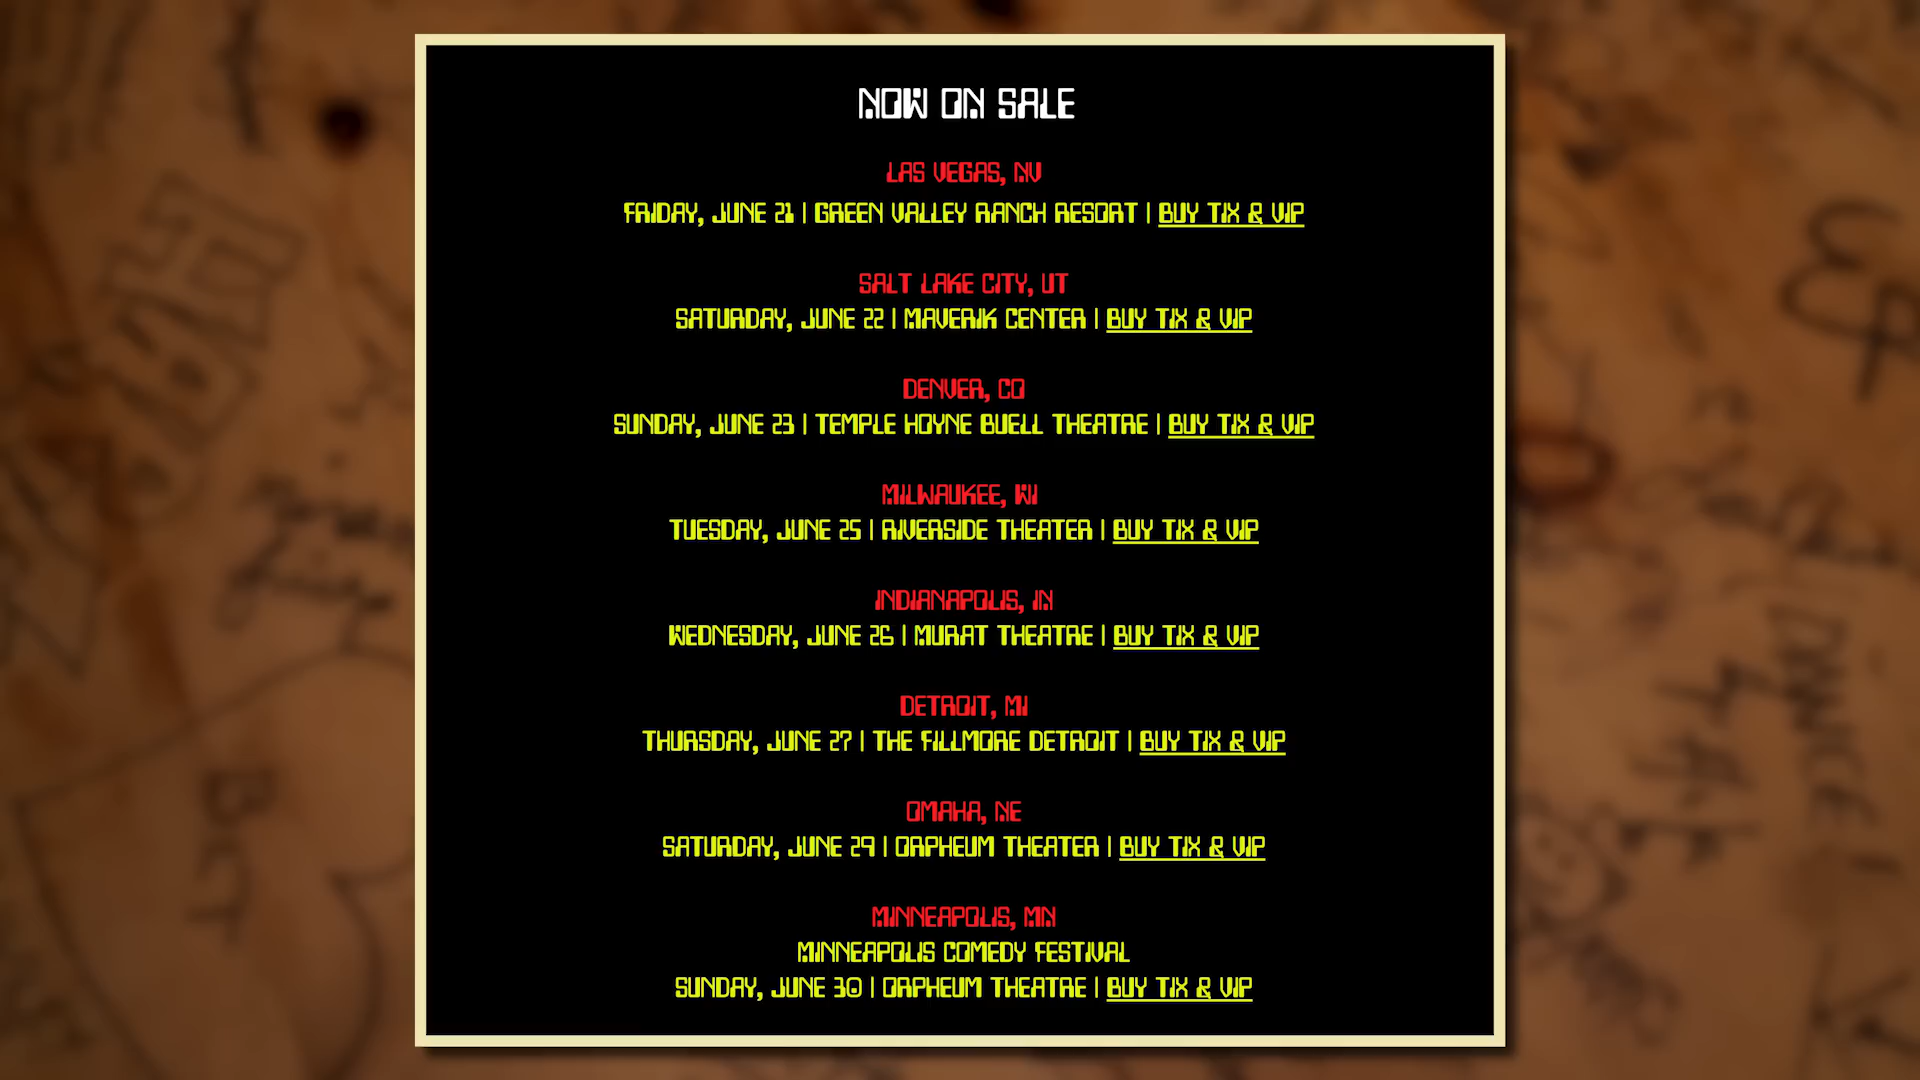 NOW ON SALE
LAS VEGAS, NV
FRIDAY, JUNE 21 | GREEN VALLEY RANCH RESORT | BUY TIX & VIP
SALT LAKE CITY, UT
SATURDAY, JUNE 22 | MAVERIK CENTER | BUY TIX & VIP
DENVER, CO
SUNDAY, JUNE 23 | TEMPLE HOYNE BUELL THEATRE | BUY TIX & VIP
MILWAUKEE, WI
TUESDAY, JUNE 25 | RIVERSIDE THEATER | BUY TIX & VIP
INDIANAPOLIS, IN
WEDNESDAY, JUNE 26 | MURAT THEATRE | BUY TIX & VIP
DETROIT, MI
THURSDAY, JUNE 27 | THE FILLMORE DETROIT | BUY TIX & VIP
OMAHA, NE
SATURDAY, JUNE 29 | ORPHEUM THEATER | BUY TIX & VIP
MINNEAPOLIS, MN
MINNEAPOLIS COMEDY FESTIVAL
SUNDAY, JUNE 30 | ORPHEUM THEATRE | BUY TIX & VIP